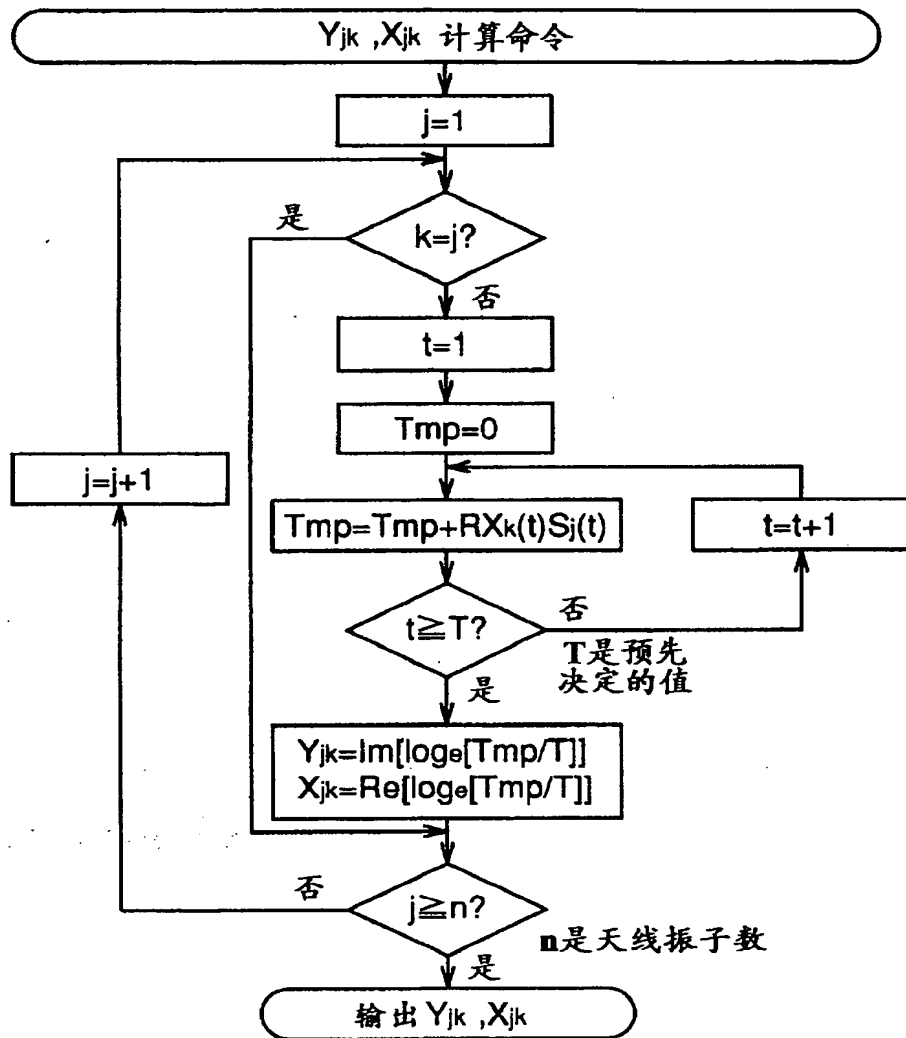 Yjk ,Xjk 计算命令
j=1
是
k=j?
否
t=1
Tmp=0
j=j+1
Tmp=Tmp+RXk(t)Sj(t)
t=t+1
t≧T?
否
T是预先
决定的值
是
Yjk=Im[loge[Tmp/T]]
Xjk=Re[loge[Tmp/T]]
否
j≧n?
n是天线振子数
是
输出 Yjk ,Xjk